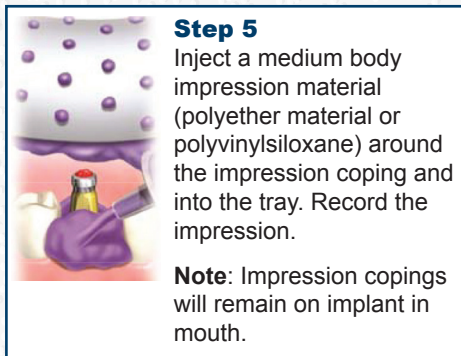 Step 5
Inject a medium body
impression material
(polyether material or
polyvinylsiloxane) around
the impression coping and
into the tray. Record the
impression.
Note: Impression copings
will remain on implant in
mouth.